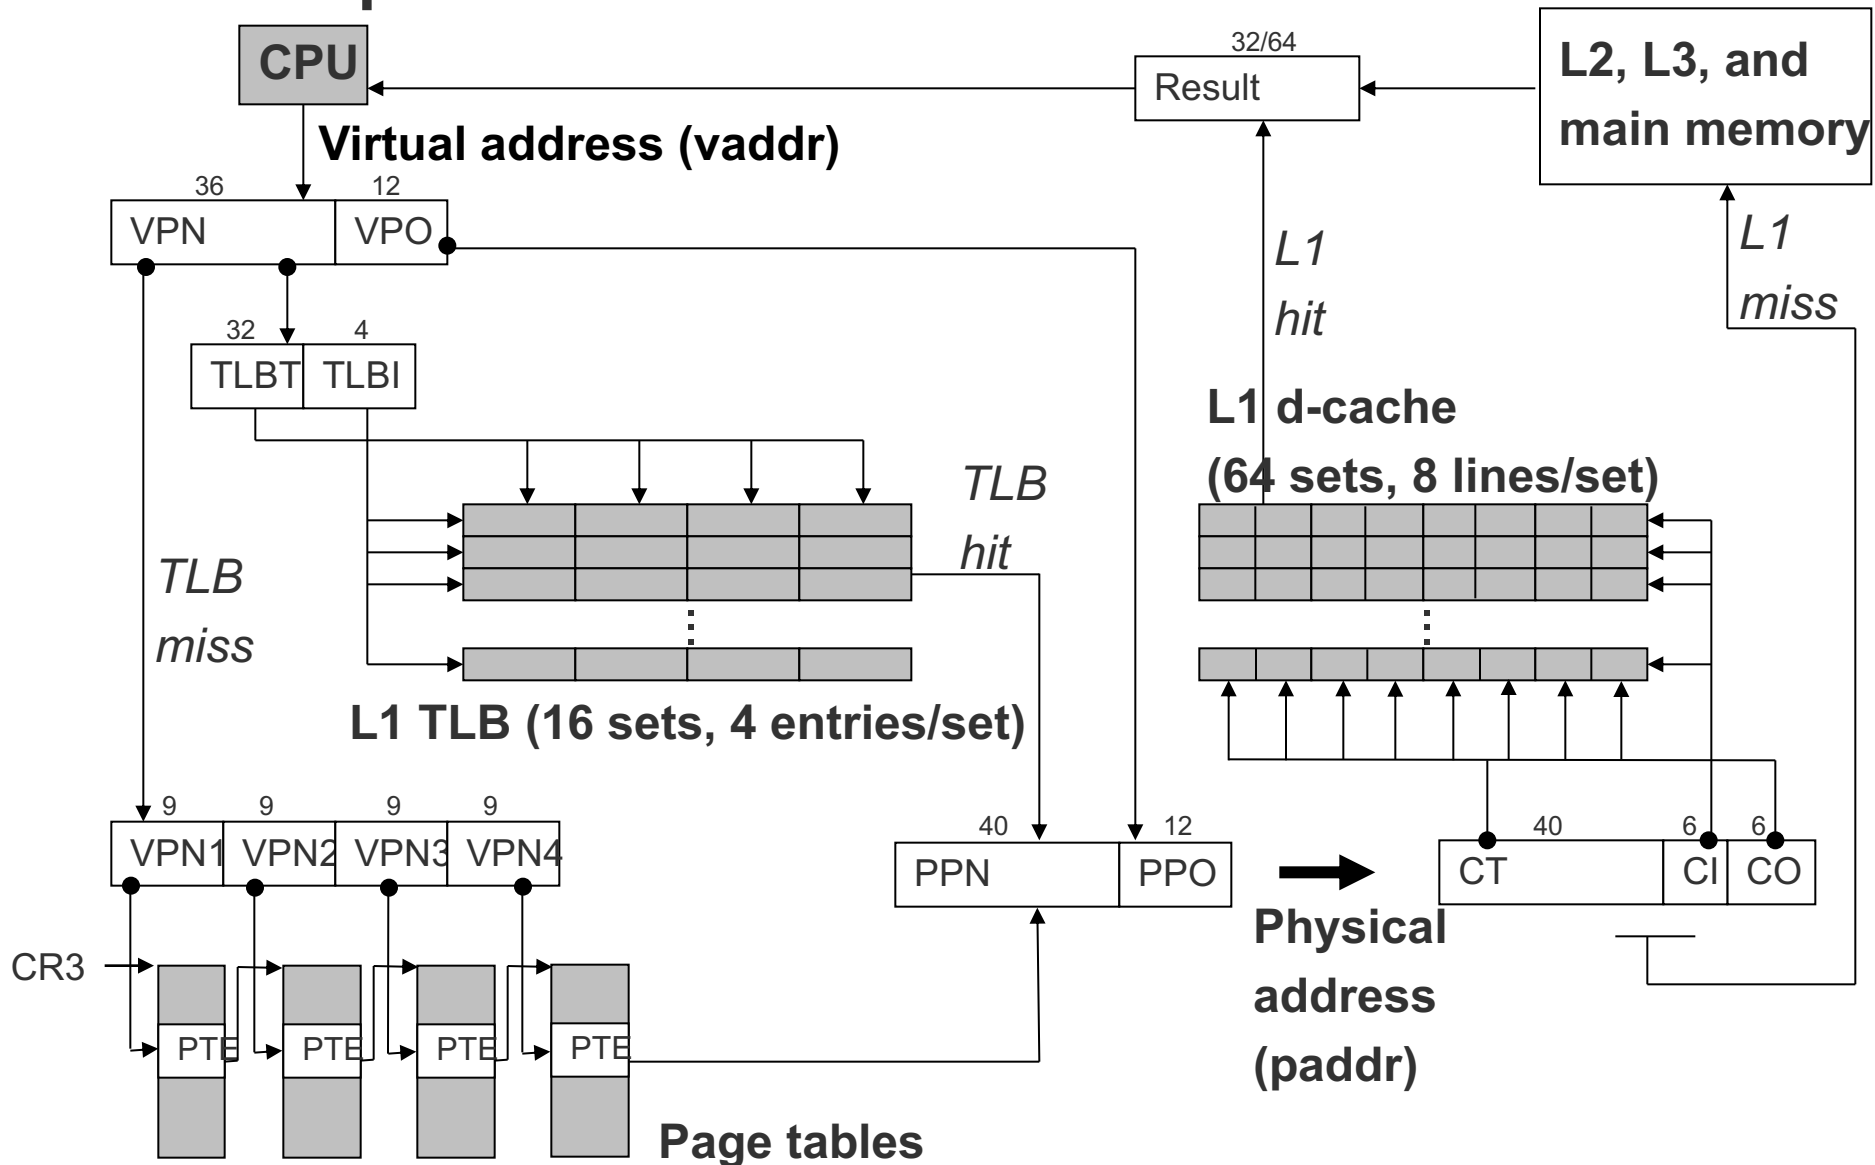 CPU
32/64
Result
L2, L3, and
main memory
Virtual address (vaddr)
36
12
VPN
VPO
L1
hit
L1
miss
32
4
TLBT
TLBI
L1 d-cache
(64 sets, 8 lines/set)
TLB
hit
TLB
miss
L1 TLB (16 sets, 4 entries/set)
9
9
9
9
VPN1
VPN2
VPN3
VPN4
40
12
PPN
PPO
40
6
6
CT
CI
CO
Physical
address
(paddr)
CR3
PTE
PTE
PTE
PTE
Page tables